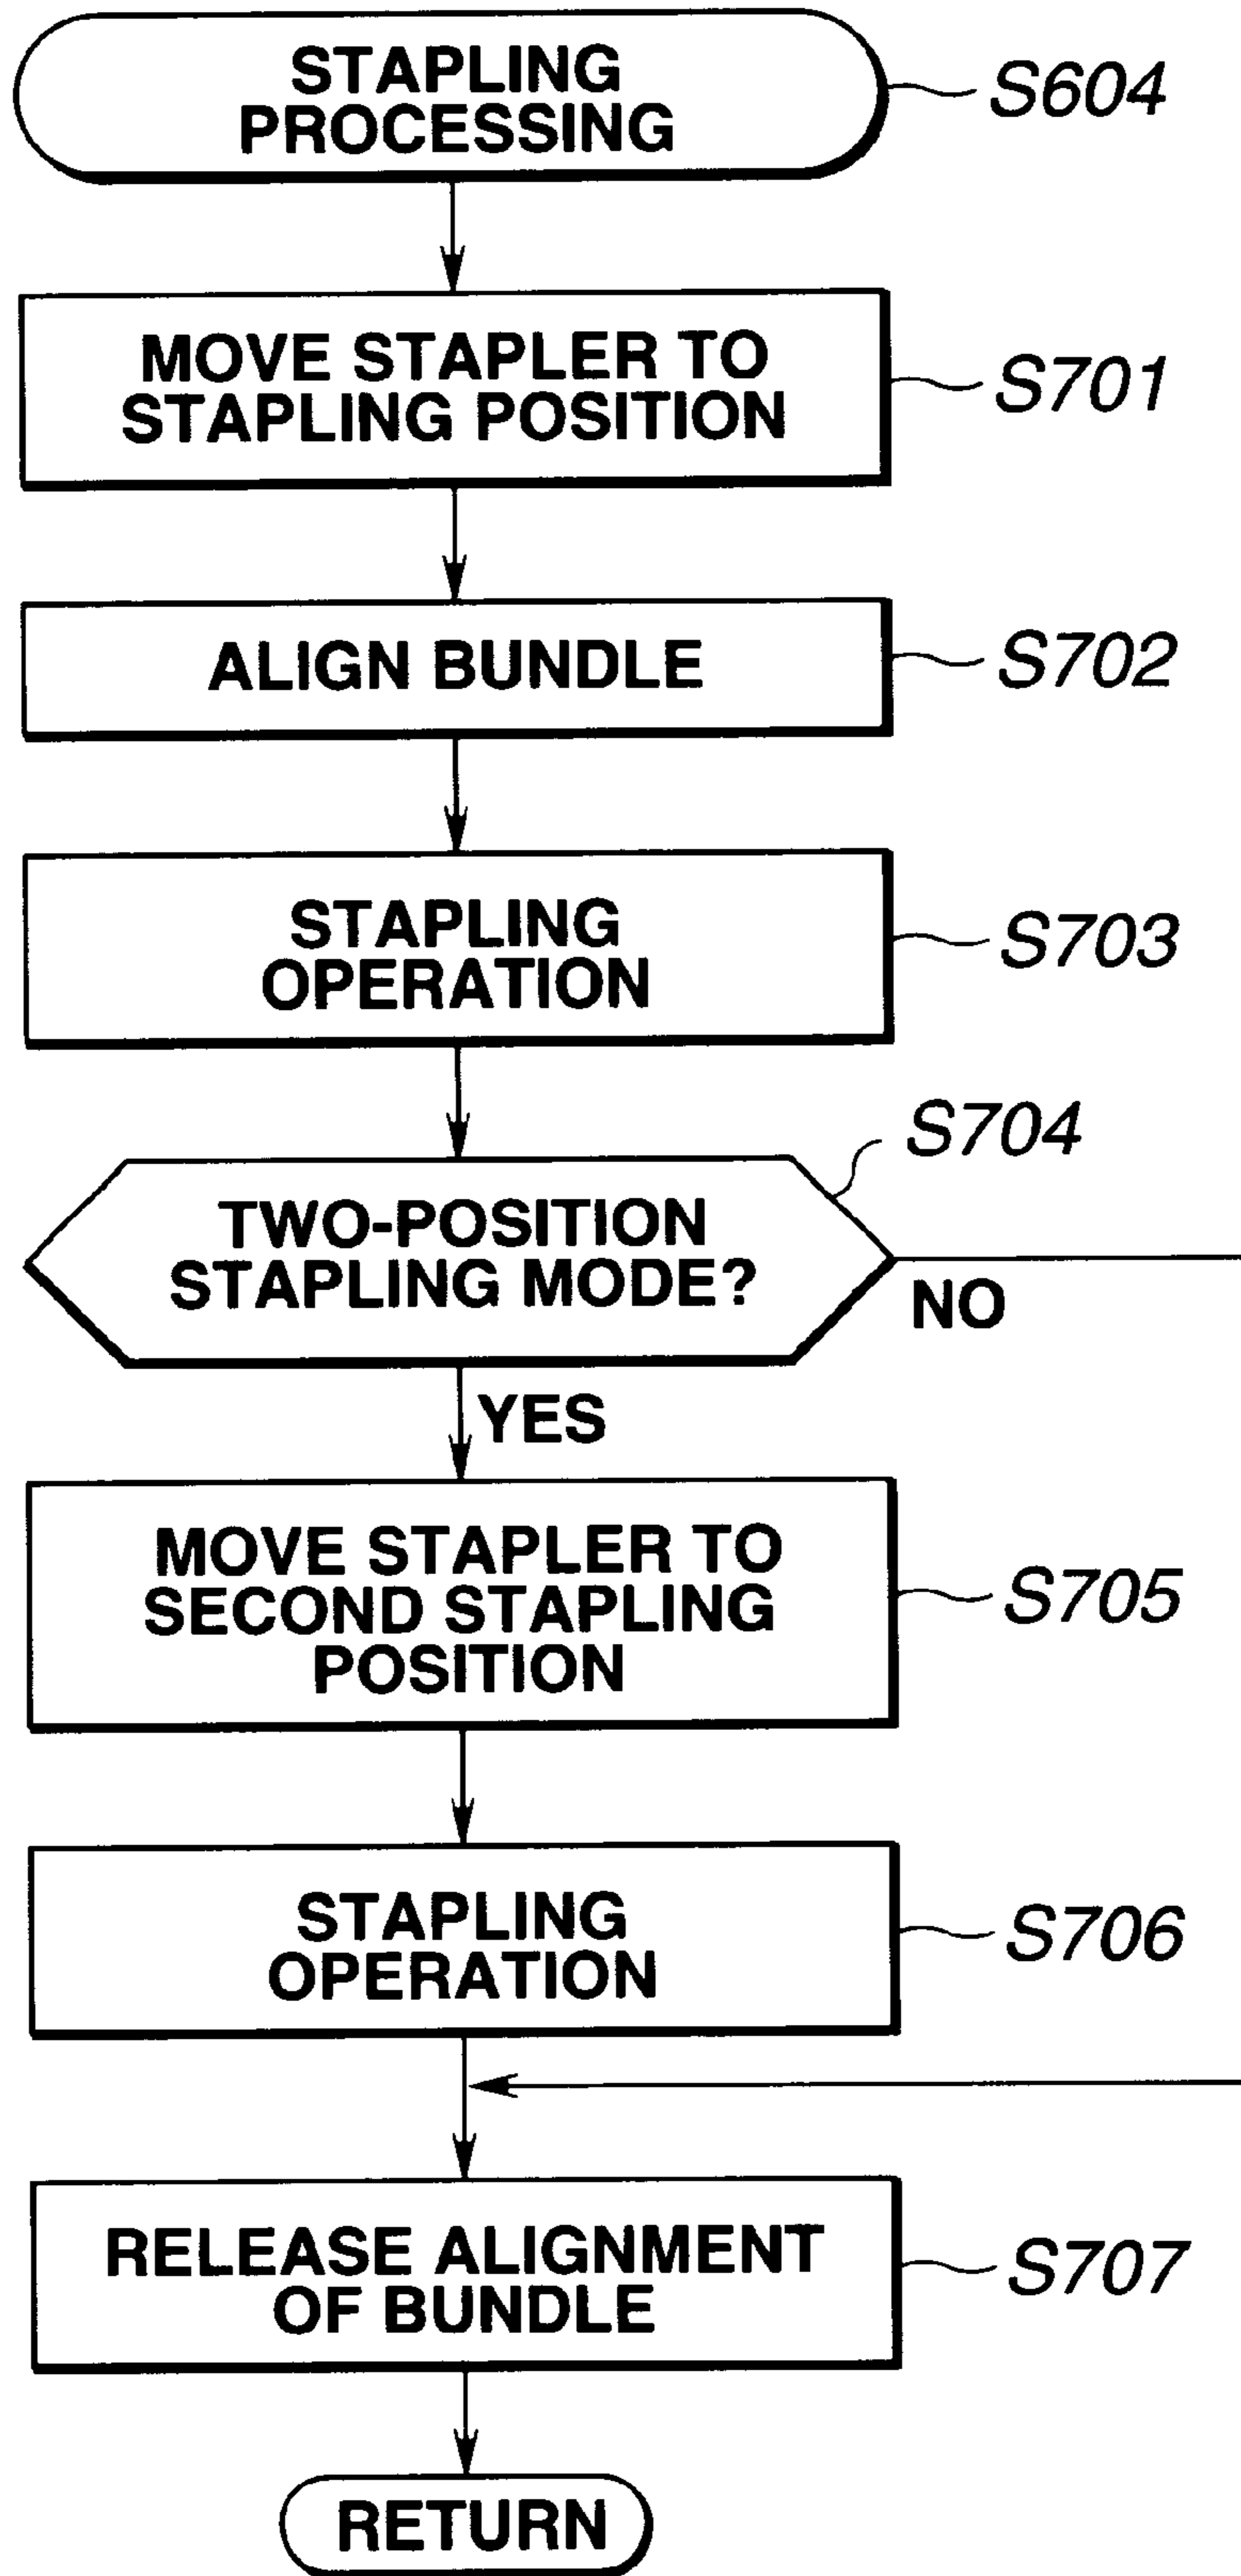 STAPLING
PROCESSING
S604
MOVE STAPLER TO
STAPLING POSITION
S701
ALIGN BUNDLE
S702
STAPLING
OPERATION
S703
S704
TWO-POSITION
STAPLING MODE?
NO
YES
MOVE STAPLER TO
SECOND STAPLING
POSITION
S705
STAPLING
OPERATION
S706
RELEASE ALIGNMENT
OF BUNDLE
S707
RETURN